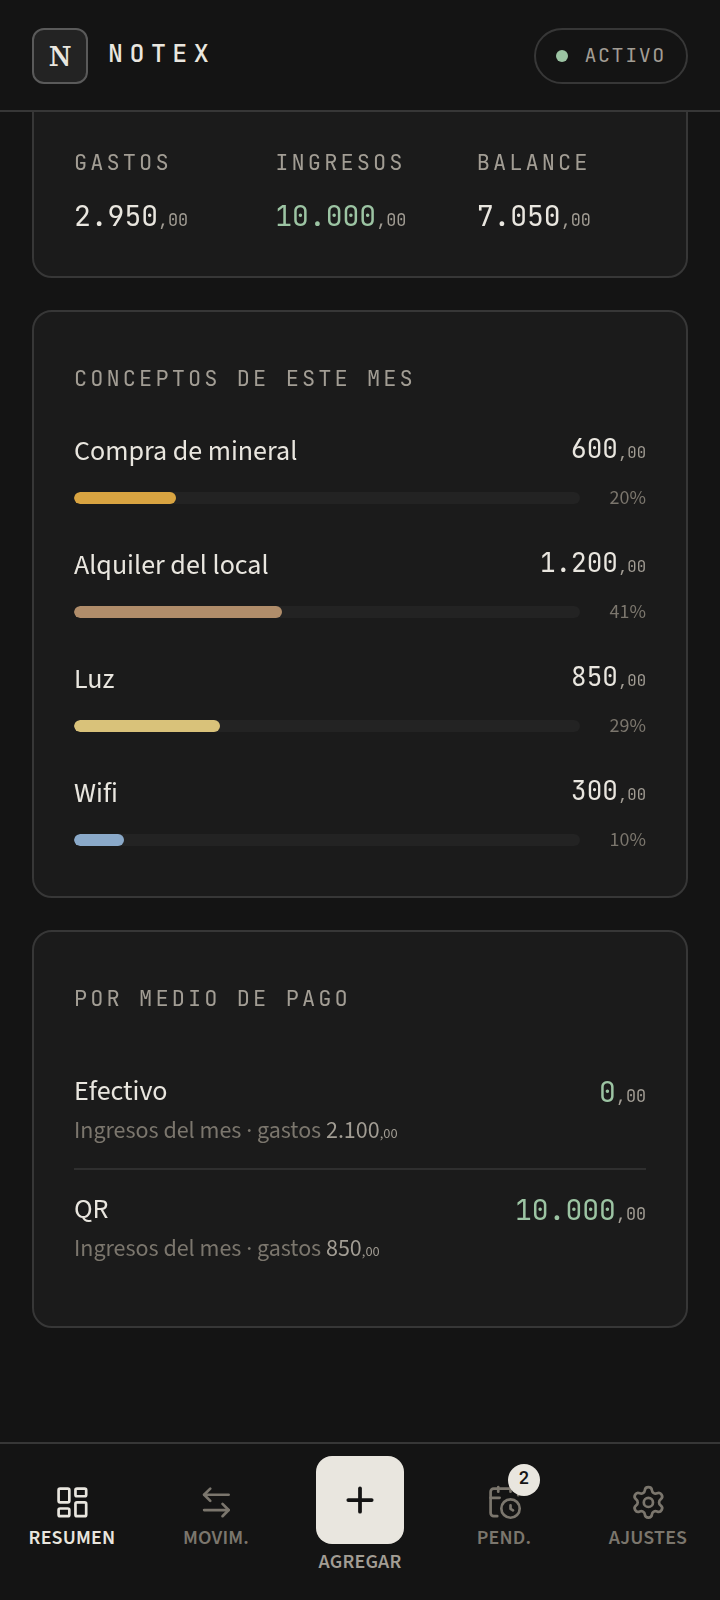 N NOTEX ACTIVO
GASTOS INGRESOS BALANCE
2.950,00 10.000,00 7.050,00
CONCEPTOS DE ESTE MES
Compra de mineral 600,00
20%
Alquiler del local 1.200,00
41%
Luz 850,00
29%
Wifi 300,00
10%
POR MEDIO DE PAGO
Efectivo 0,00
Ingresos del mes · gastos 2.100,00
QR 10.000,00
Ingresos del mes · gastos 850,00
2
RESUMEN MOVIM. AGREGAR PEND. AJUSTES